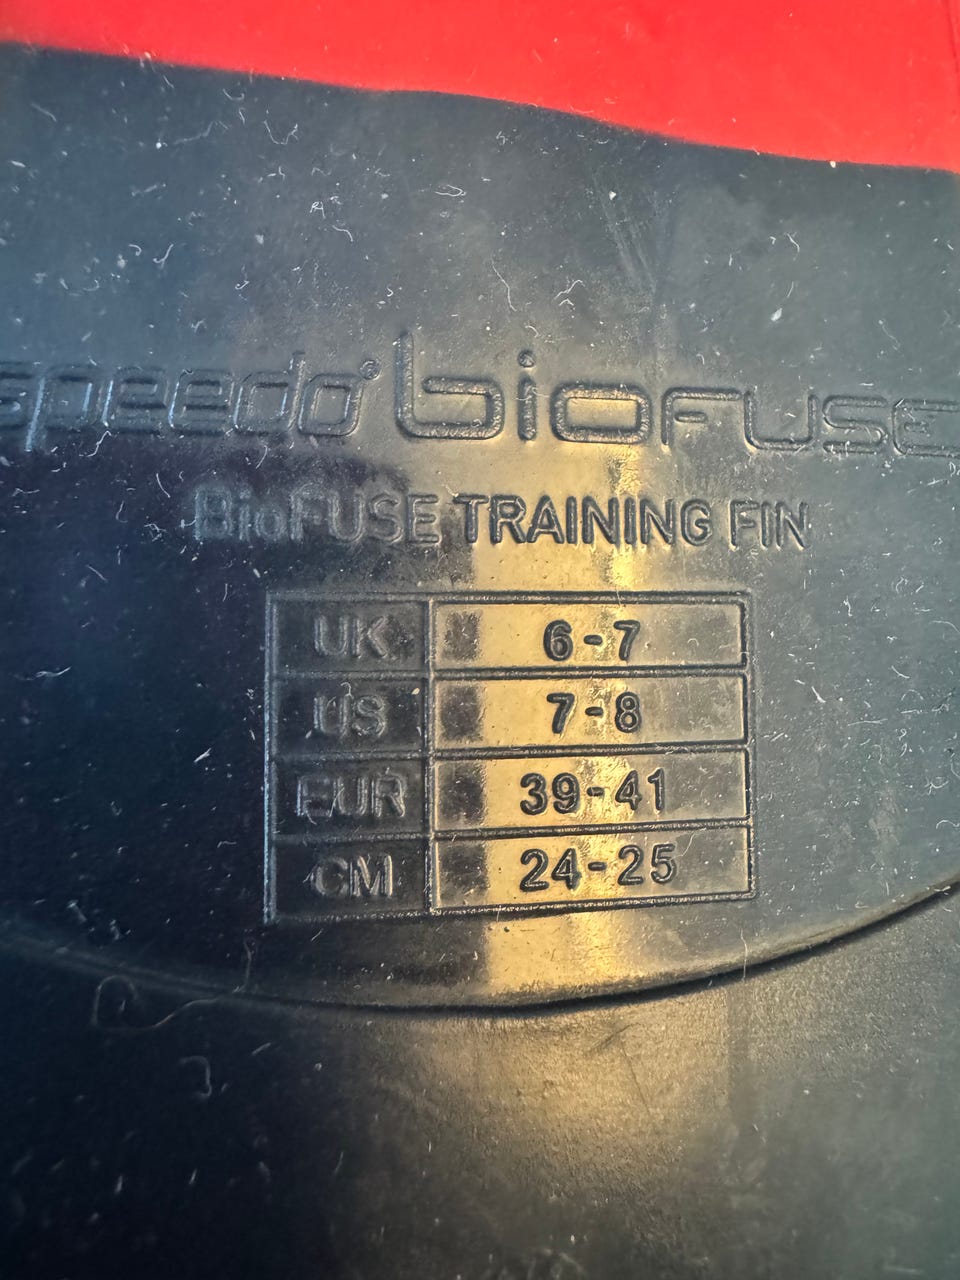 speedo® biofuse
BioFUSE TRAINING FIN
UK 6-7
US 7-8
EUR 39-41
CM 24-25